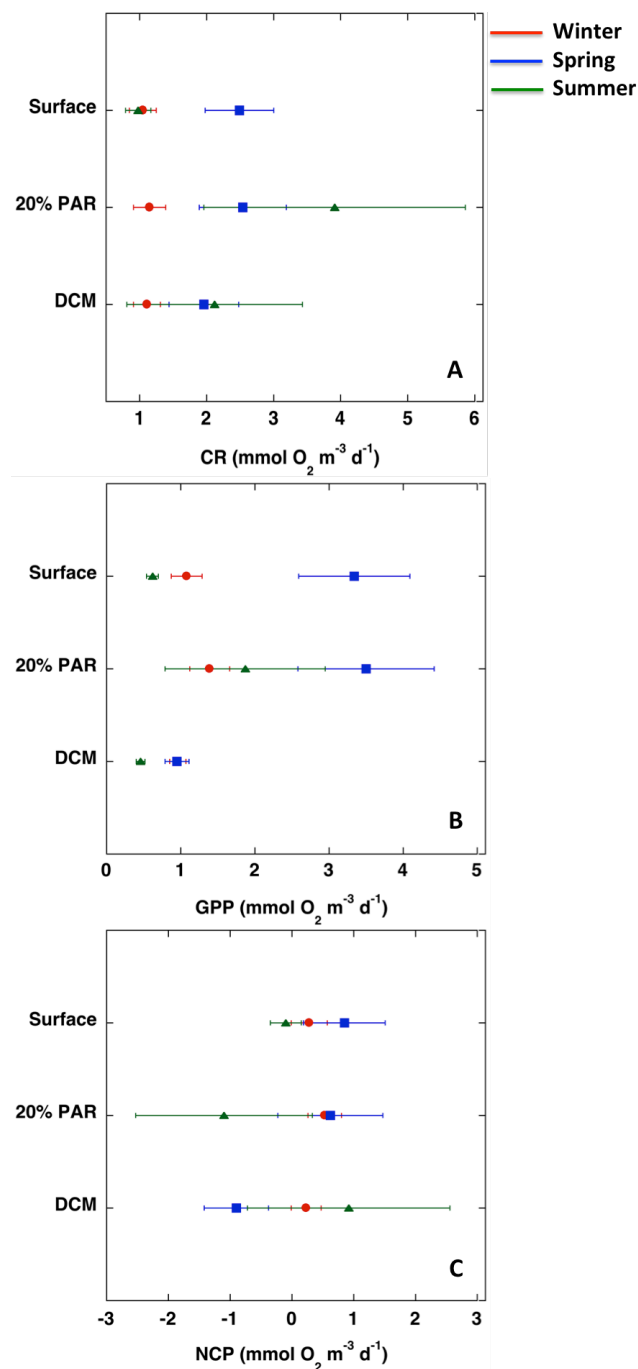 Winter
Spring
Summer
Surface
20% PAR
DCM
A
1 2 3 4 5 6
CR (mmol O₂ m⁻³ d⁻¹)
Surface
20% PAR
DCM
B
0 1 2 3 4 5
GPP (mmol O₂ m⁻³ d⁻¹)
Surface
20% PAR
DCM
C
-3 -2 -1 0 1 2 3
NCP (mmol O₂ m⁻³ d⁻¹)